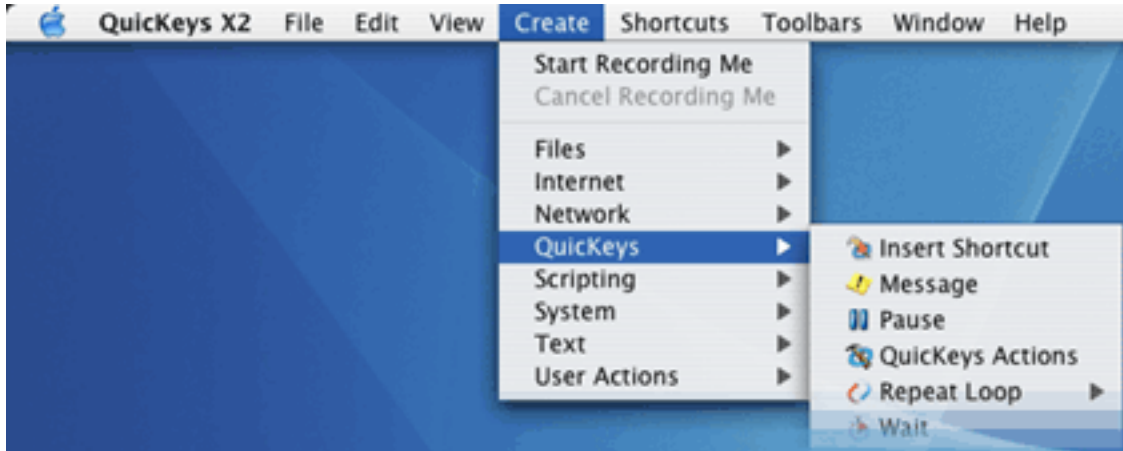 QuicKeys X2 File Edit View Create Shortcuts Toolbars Window Help
Start Recording Me
Cancel Recording Me
Files
Internet
Network
QuicKeys
Scripting
System
Text
User Actions
Insert Shortcut
Message
Pause
QuicKeys Actions
Repeat Loop
Wait